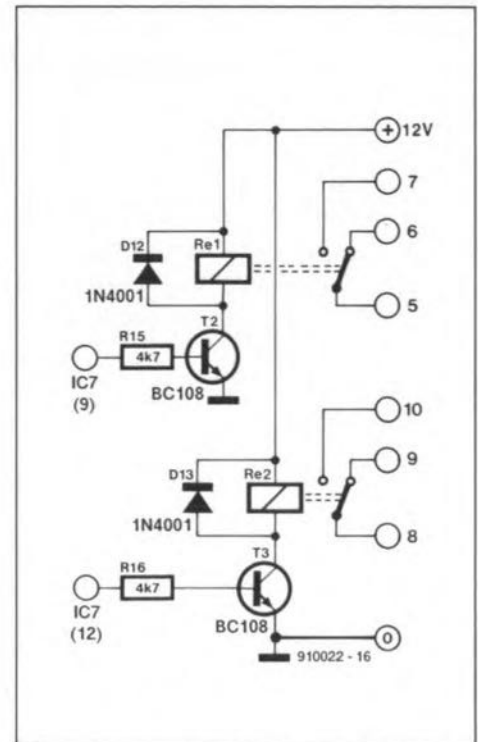 + 12V
7
6
D12
Re1
1N4001
5
T2
R15
4k7
IC7
(9)
BC108
10
9
D13
Re2
1N4001
8
T3
R16
4k7
IC7
(12)
BC108
0
910022 - 16